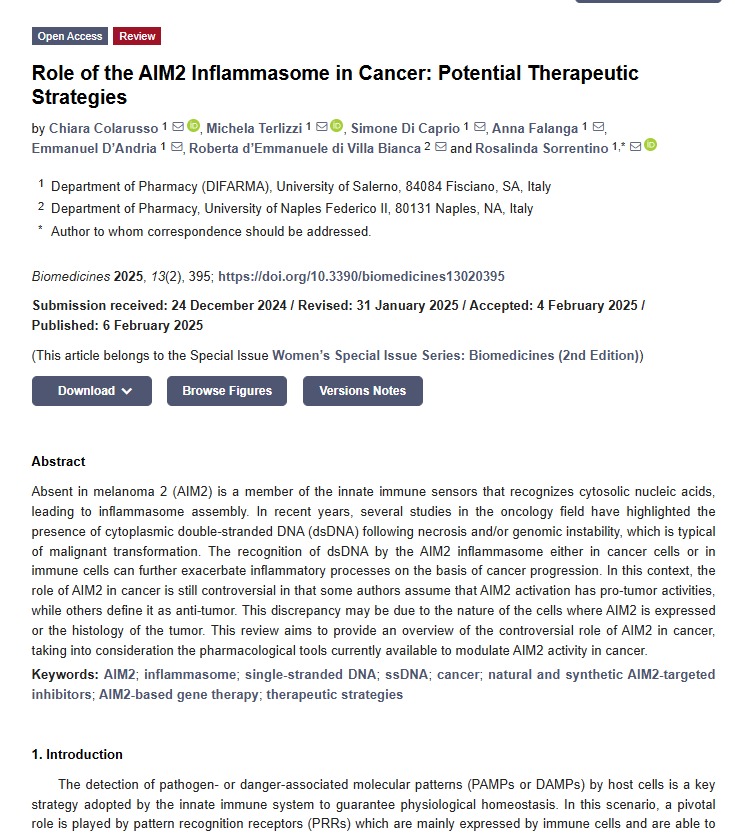 Open Access Review
Role of the AIM2 Inflammasome in Cancer: Potential Therapeutic
Strategies
by Chiara Colarusso 1 , Michela Terlizzi 1 , Simone Di Caprio 1 , Anna Falanga 1 ,
Emmanuel D’Andria 1 , Roberta d’Emmanuele di Villa Bianca 2 and Rosalinda Sorrentino 1,*
1 Department of Pharmacy (DIFARMA), University of Salerno, 84084 Fisciano, SA, Italy
2 Department of Pharmacy, University of Naples Federico II, 80131 Naples, NA, Italy
* Author to whom correspondence should be addressed.
Biomedicines 2025, 13(2), 395; https://doi.org/10.3390/biomedicines13020395
Submission received: 24 December 2024 / Revised: 31 January 2025 / Accepted: 4 February 2025 /
Published: 6 February 2025
(This article belongs to the Special Issue Women’s Special Issue Series: Biomedicines (2nd Edition))
Download Browse Figures Versions Notes
Abstract
Absent in melanoma 2 (AIM2) is a member of the innate immune sensors that recognizes cytosolic nucleic acids,
leading to inflammasome assembly. In recent years, several studies in the oncology field have highlighted the
presence of cytoplasmic double-stranded DNA (dsDNA) following necrosis and/or genomic instability, which is typical
of malignant transformation. The recognition of dsDNA by the AIM2 inflammasome either in cancer cells or in
immune cells can further exacerbate inflammatory processes on the basis of cancer progression. In this context, the
role of AIM2 in cancer is still controversial in that some authors assume that AIM2 activation has pro-tumor activities,
while others define it as anti-tumor. This discrepancy may be due to the nature of the cells where AIM2 is expressed
or the histology of the tumor. This review aims to provide an overview of the controversial role of AIM2 in cancer,
taking into consideration the pharmacological tools currently available to modulate AIM2 activity in cancer.
Keywords: AIM2; inflammasome; single-stranded DNA; ssDNA; cancer; natural and synthetic AIM2-targeted
inhibitors; AIM2-based gene therapy; therapeutic strategies
1. Introduction
The detection of pathogen- or danger-associated molecular patterns (PAMPs or DAMPs) by host cells is a key
strategy adopted by the innate immune system to guarantee physiological homeostasis. In this scenario, a pivotal
role is played by pattern recognition receptors (PRRs) which are mainly expressed by immune cells and are able to